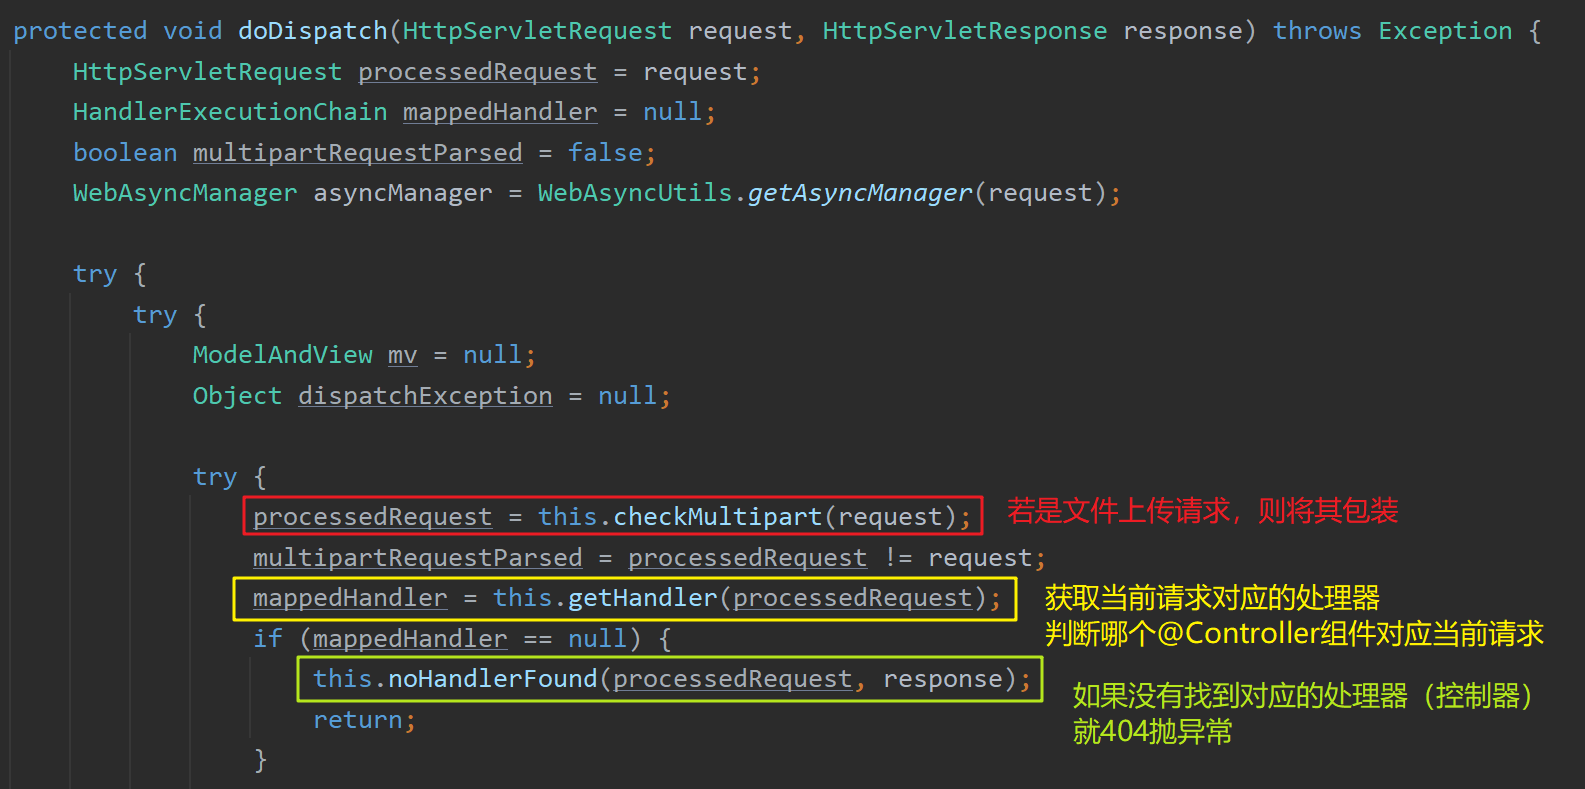 protected void doDispatch(HttpServletRequest request, HttpServletResponse response) throws Exception {
HttpServletRequest processedRequest = request;
HandlerExecutionChain mappedHandler = null;
boolean multipartRequestParsed = false;
WebAsyncManager asyncManager = WebAsyncUtils.getAsyncManager(request);
try {
try {
ModelAndView mv = null;
Object dispatchException = null;
try {
processedRequest = this.checkMultipart(request); 若是文件上传请求，则将其包装
multipartRequestParsed = processedRequest != request;
mappedHandler = this.getHandler(processedRequest); 获取当前请求对应的处理器
判断哪个@Controller组件对应当前请求
if (mappedHandler == null) {
this.noHandlerFound(processedRequest, response); 如果没有找到对应的处理器（控制器）
就404抛异常
return;
}